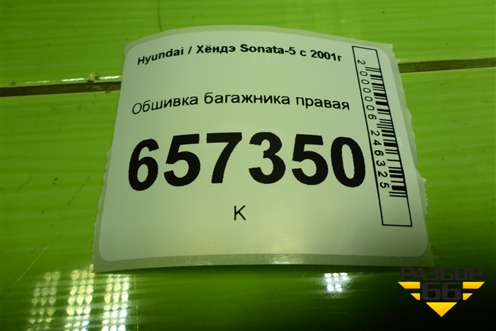 Hyundai / Хёндэ Sonata-5 с 2001г
Обшивка багажника правая
657350
К
2000006246325
РАЗБОР
66